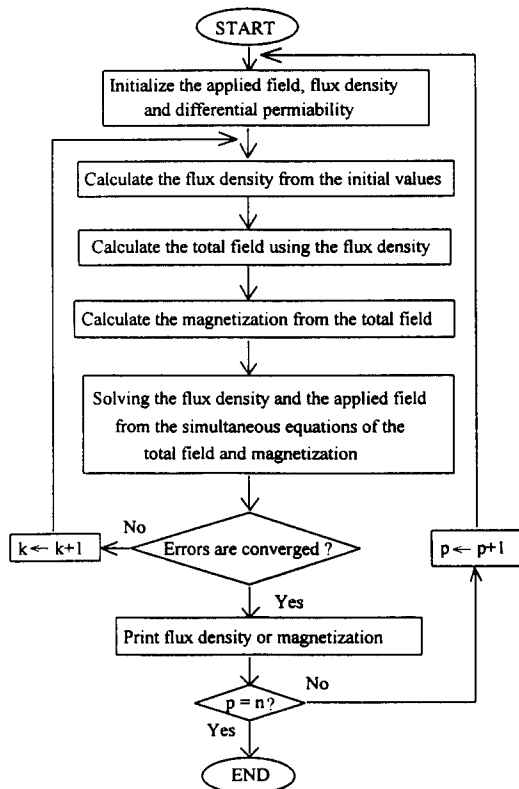 START
Initialize the applied field, flux density
and differential permiability
Calculate the flux density from the initial values
Calculate the total field using the flux density
Calculate the magnetization from the total field
Solving the flux density and the applied field
from the simultaneous equations of the
total field and magnetization
No
k ← k+1
Errors are converged ?
p ← p+1
Yes
Print flux density or magnetization
No
p = n ?
Yes
END